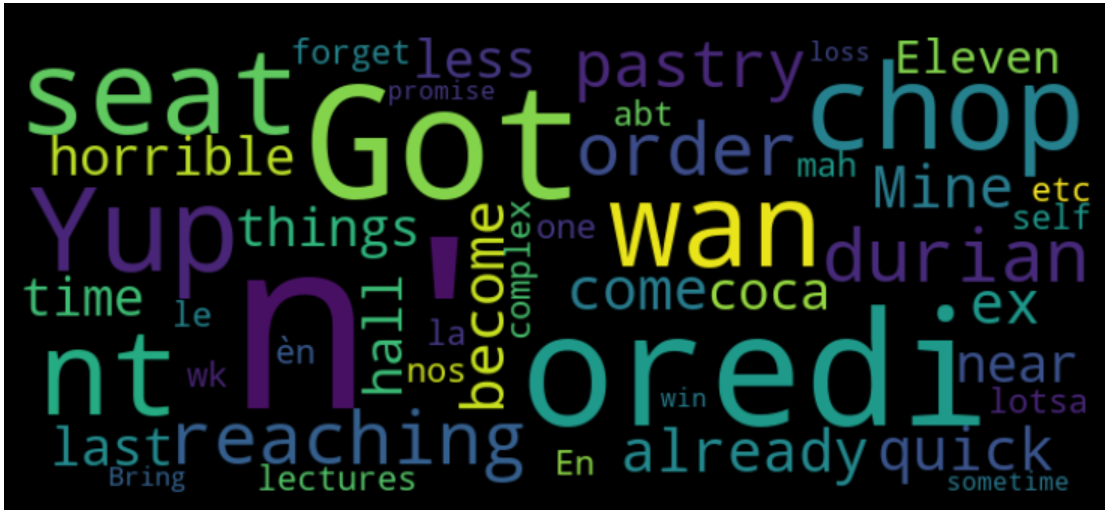 forget
less
pastry
loss
Eleven
seat
Got
promise
abt
chop
horrible
order
mah
Mine
etc
self
Yup
things
n'
become
complex
one
wan
durian
time
le
èn
hall
la
nos
come
coca
ex
nt
wk
oredi
win
near
lotsa
last
reaching
Bring
lectures
En
already
quick
sometime